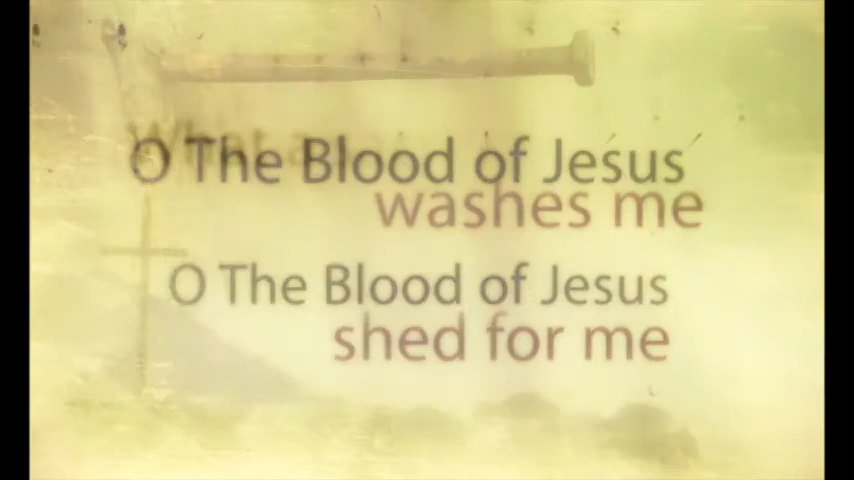 O The Blood of Jesus
washes me
O The Blood of Jesus
shed for me